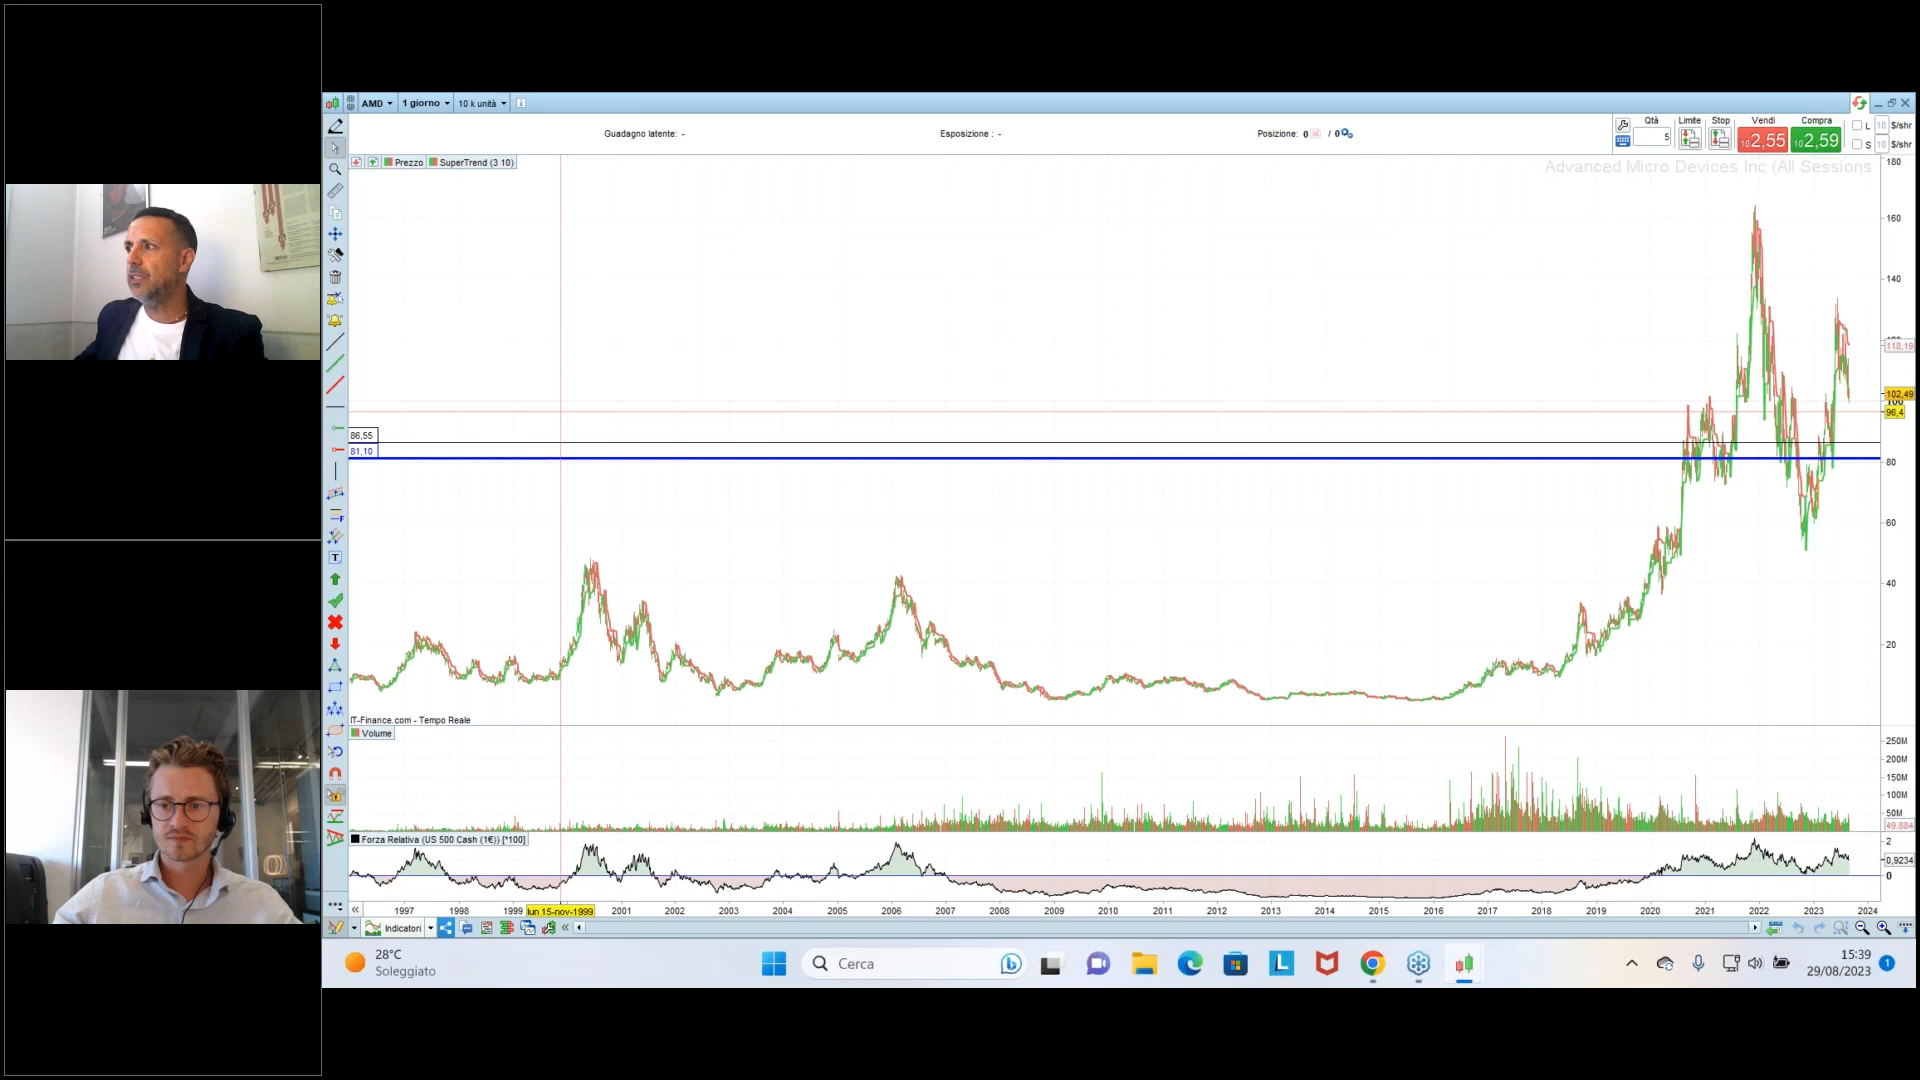 AMD 1 giorno 10 k unità
Guadagno latente: - Esposizione : - Posizione: 0 / 0
Qtà Limite Stop Vendi Compra
5 102,55 102,59
L 10 $/shr
S 10 $/shr
Prezzo SuperTrend (3 10)
Advanced Micro Devices Inc (All Sessions
180
160
140
118,19
102,49
100
96,4
86,55
81,10
80
60
40
20
IT-Finance.com - Tempo Reale
Volume
250M
200M
150M
100M
50M
49.884
Forza Relativa (US 500 Cash (1€)) [*100]
2
0,9234
0
1997 1998 1999 lun 15-nov-1999 2001 2002 2003 2004 2005 2006 2007 2008 2009 2010 2011 2012 2013 2014 2015 2016 2017 2018 2019 2020 2021 2022 2023 2024
Indicatori
28°C
Soleggiato
Cerca
15:39
29/08/2023
1